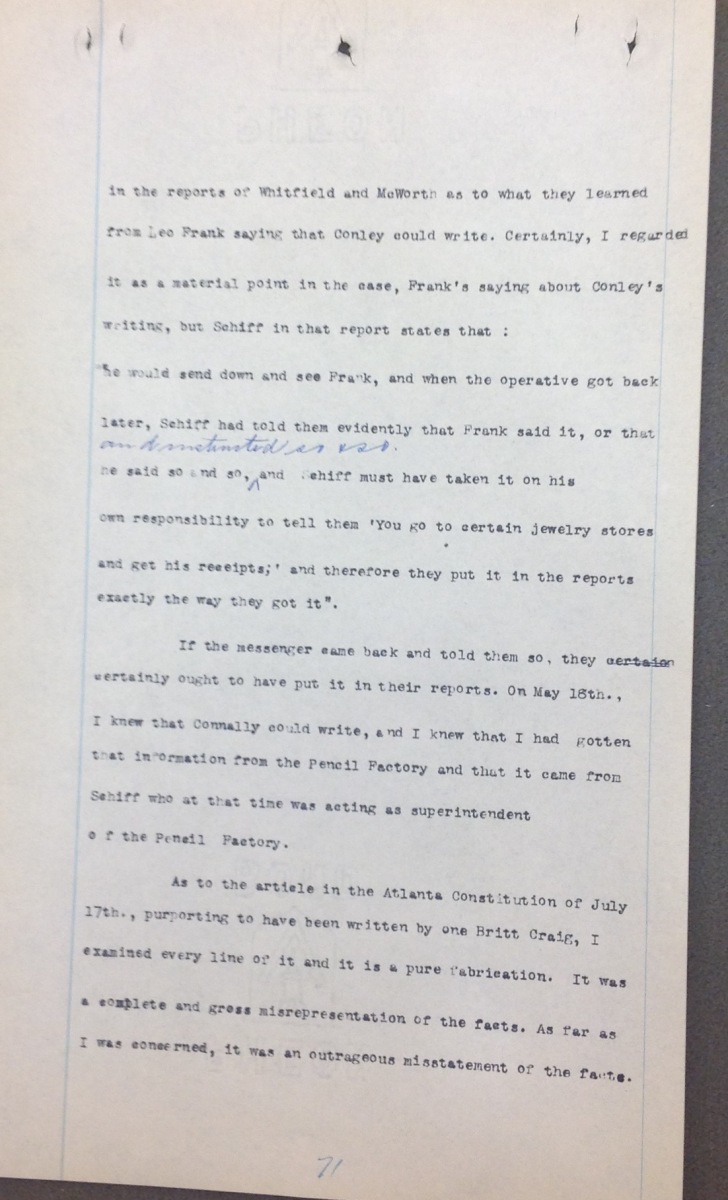 in the reports of Whitfield and McWorth as to what they learned
from Leo Frank saying that Conley could write. Certainly, I regarded
it as a material point in the case, Frank's saying about Conley's
writing, but Schiff in that report states that :
"he would send down and see Frank, and when the operative got back
later, Schiff had told them evidently that Frank said it, or that
and instructed so &so.
he said so and so, and Schiff must have taken it on his
own responsibility to tell them 'You go to certain jewelry stores
and get his receipts;' and therefore they put it in the reports
exactly the way they got it".
If the messenger came back and told them so, they certaion
certainly ought to have put it in their reports. On May 18th.,
I knew that Connally could write, and I knew that I had gotten
that information from the Pencil Factory and that it came from
Schiff who at that time was acting as superintendent
o f the Pencil Factory.
As to the article in the Atlanta Constitution of July
17th., purporting to have been written by one Britt Craig, I
examined every line of it and it is a pure fabrication. It was
a complete and gross misrepresentation of the facts. As far as
I was concerned, it was an outrageous misstatement of the facts.
71